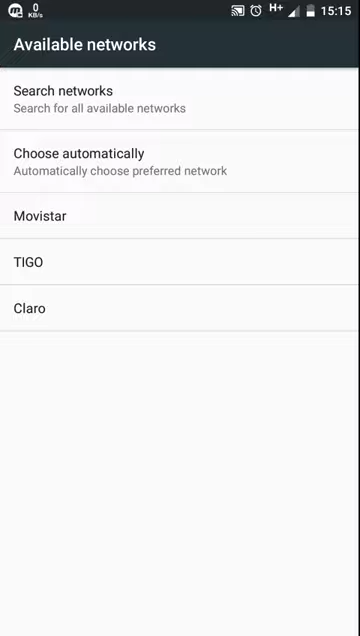 0
KB/s
H+
15:15
Available networks
Search networks
Search for all available networks
Choose automatically
Automatically choose preferred network
Movistar
TIGO
Claro